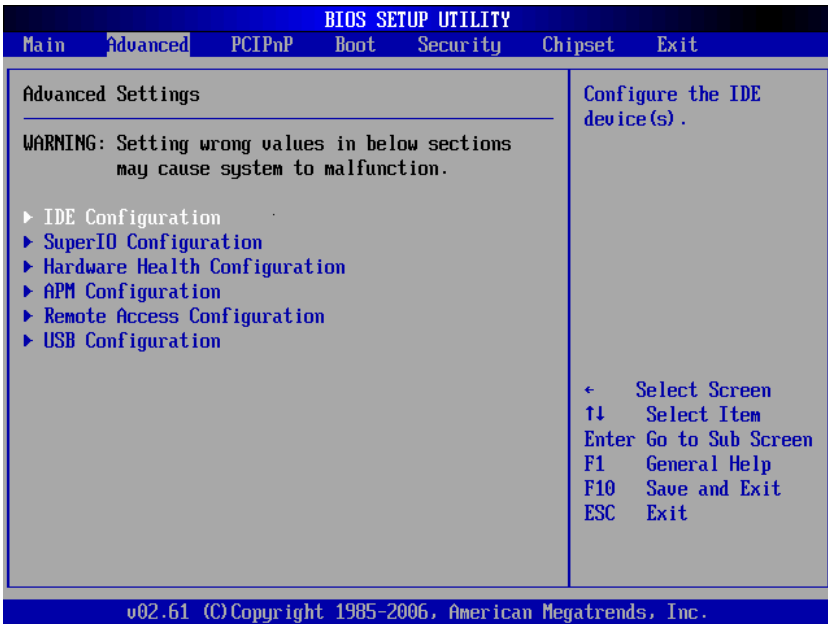 BIOS SETUP UTILITY
Main Advanced PCIPnP Boot Security Chipset Exit
Advanced Settings
WARNING: Setting wrong values in below sections
may cause system to malfunction.
▶ IDE Configuration
▶ SuperIO Configuration
▶ Hardware Health Configuration
▶ APM Configuration
▶ Remote Access Configuration
▶ USB Configuration
Configure the IDE
device(s).
← Select Screen
↑↓ Select Item
Enter Go to Sub Screen
F1 General Help
F10 Save and Exit
ESC Exit
v02.61 (C)Copyright 1985-2006, American Megatrends, Inc.